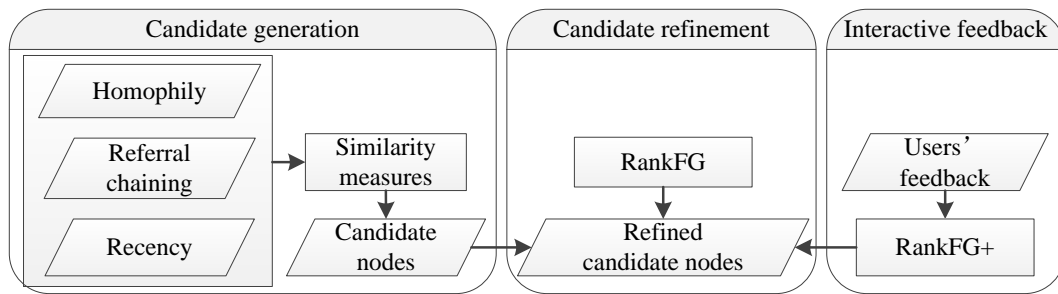 Candidate generation
Homophily
Referral
chaining
Recency
Similarity
measures
Candidate
nodes
Candidate refinement
RankFG
Refined
candidate nodes
Interactive feedback
Users’
feedback
RankFG+